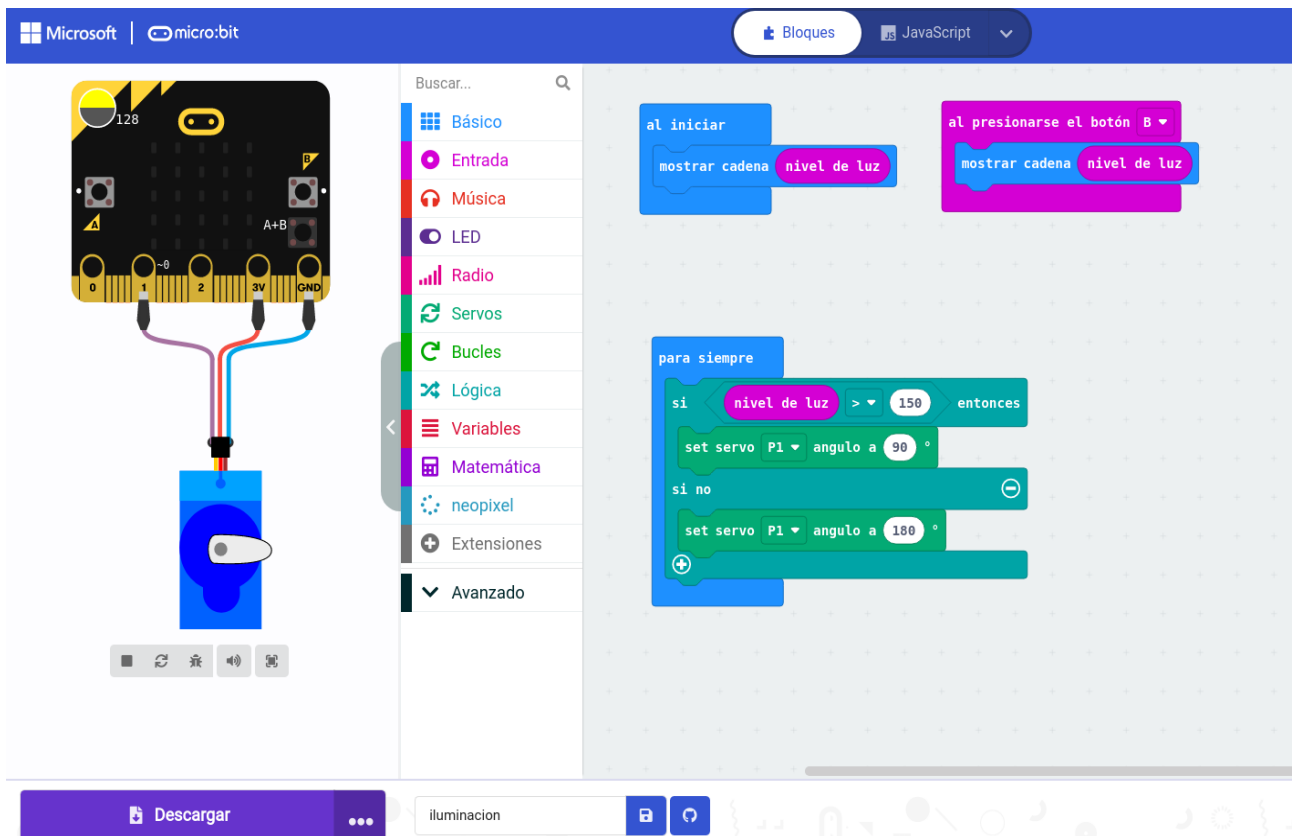 Microsoft | micro:bit
Bloques
JS JavaScript
128
B
A
A+B
~0
0 1 2 3V GND
Buscar...
Básico
Entrada
Música
LED
Radio
Servos
Bucles
Lógica
Variables
Matemática
neopixel
Extensiones
Avanzado
al iniciar
mostrar cadena nivel de luz
al presionarse el botón B
mostrar cadena nivel de luz
para siempre
si nivel de luz > 150 entonces
set servo P1 angulo a 90 °
si no
set servo P1 angulo a 180 °
Descargar
iluminacion